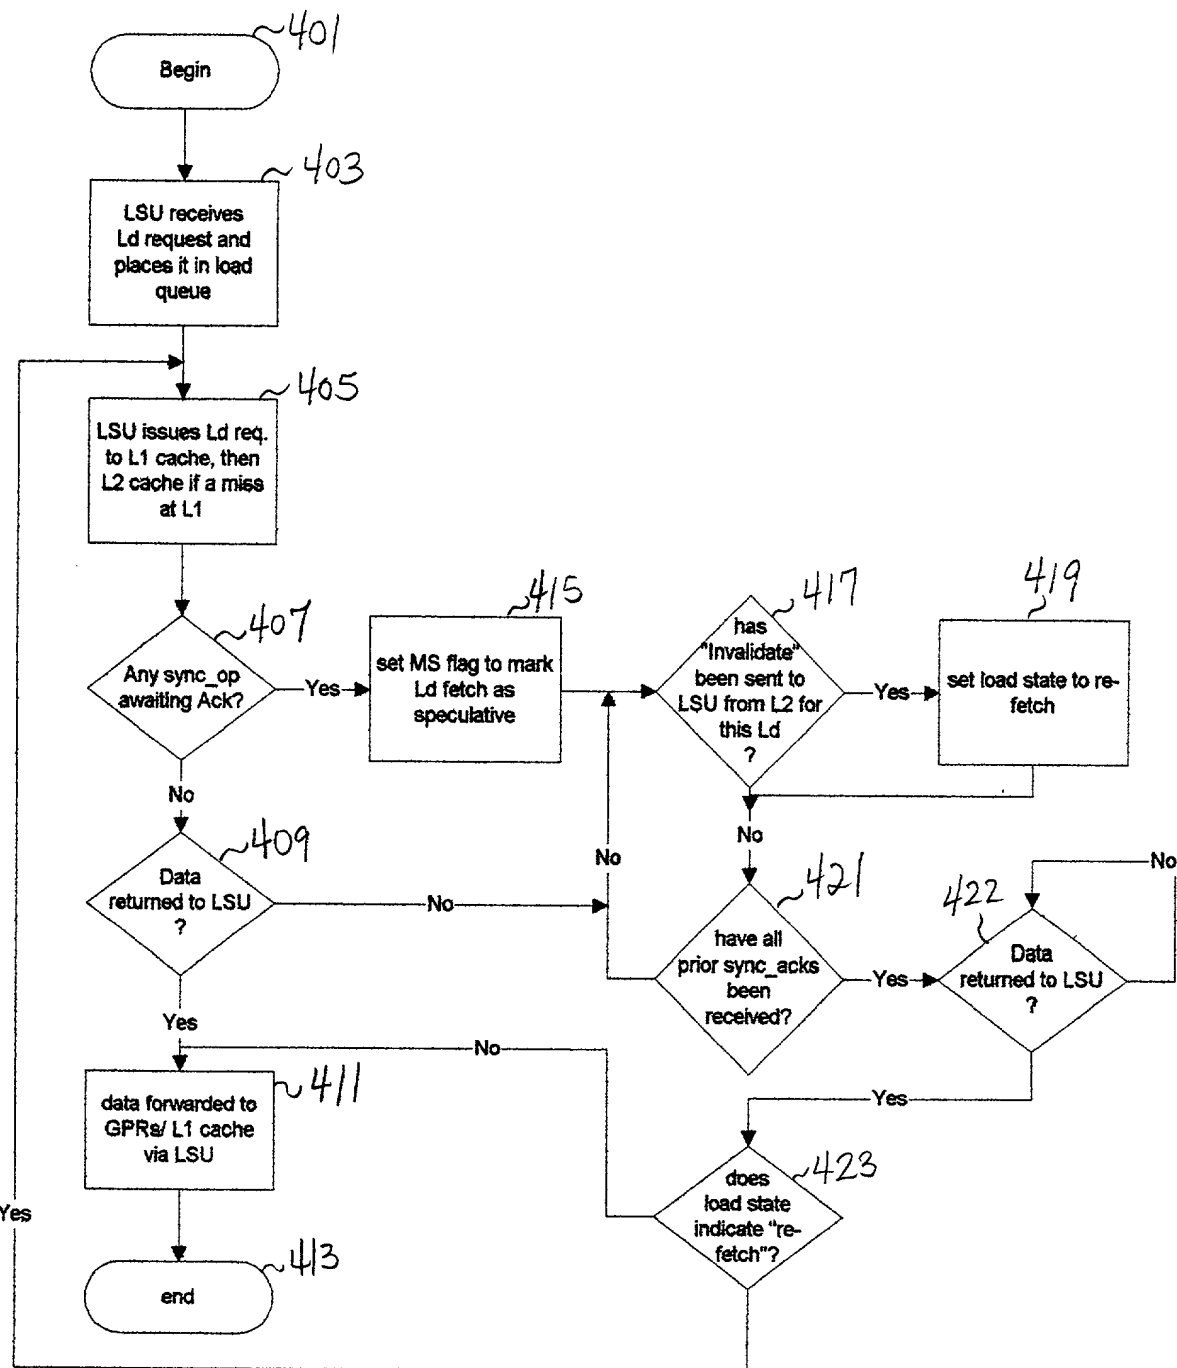 401
Begin
403
LSU receives
Ld request and
places it in load
queue
405
LSU issues Ld req.
to L1 cache, then
L2 cache if a miss
at L1
407
Any sync_op
awaiting Ack?
Yes
415
set MS flag to mark
Ld fetch as
speculative
417
has
"Invalidate"
been sent to
LSU from L2 for
this Ld
?
Yes
419
set load state to re-
fetch
No
No
409
Data
returned to LSU
?
No
No
421
have all
prior sync_acks
been
received?
Yes
422
Data
returned to LSU
?
No
Yes
No
411
data forwarded to
GPRs/ L1 cache
via LSU
Yes
423
does
load state
indicate "re-
fetch"?
Yes
413
end